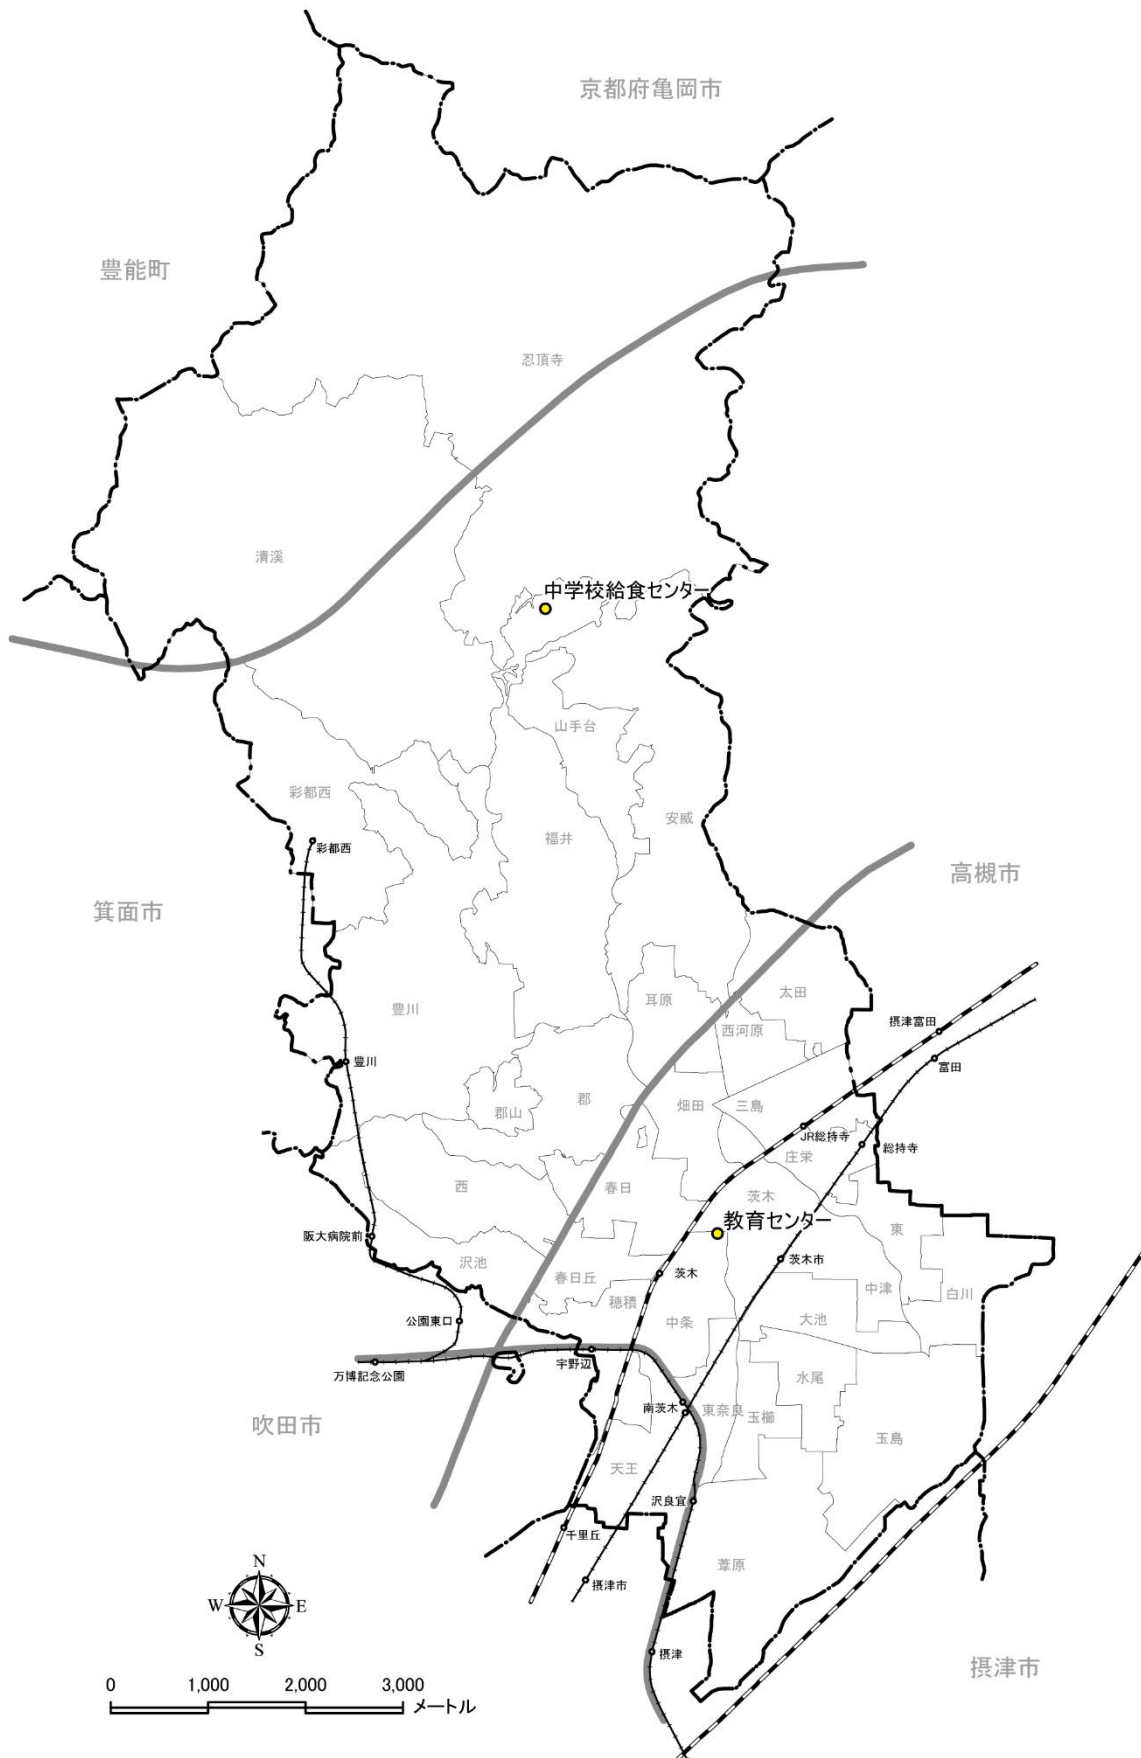 京都府亀岡市
豊能町
忍頂寺
清溪
中学校給食センター
山手台
彩都西
安威
福井
彩都西
高槻市
箕面市
太田
耳原
豊川
摂津富田
西河原
豊川
富田
郡
畑田
三島
郡山
JR総持寺
総持寺
庄栄
西
春日
茨木
教育センター
東
阪大病院前
沢池
茨木市
春日丘
茨木
中津
白川
穂積
公園東口
中条
大池
宇野辺
万博記念公園
水尾
南茨木
東奈良
玉櫛
吹田市
玉島
天王
沢良宜
千里丘
葦原
摂津市
N
W
E
S
摂津
摂津市
0
1,000
2,000
3,000
メートル